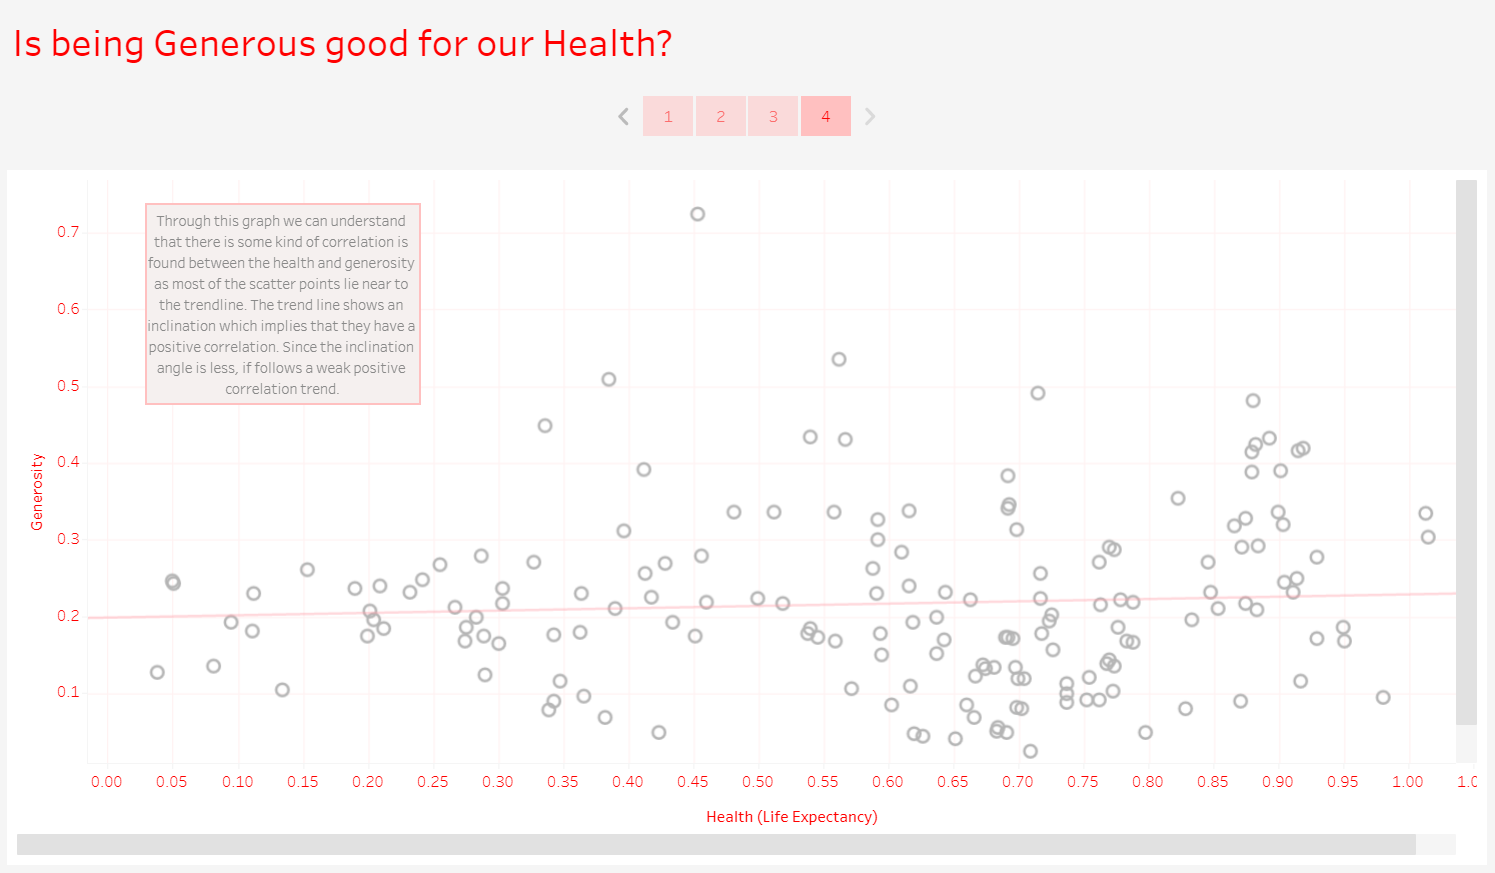 Is being Generous good for our Health?
1 2 3 4
Through this graph we can understand
that there is some kind of correlation is
found between the health and generosity
as most of the scatter points lie near to
the trendline. The trend line shows an
inclination which implies that they have a
positive correlation. Since the inclination
angle is less, if follows a weak positive
correlation trend.
Generosity
0.7
0.6
0.5
0.4
0.3
0.2
0.1
0.00 0.05 0.10 0.15 0.20 0.25 0.30 0.35 0.40 0.45 0.50 0.55 0.60 0.65 0.70 0.75 0.80 0.85 0.90 0.95 1.00
Health (Life Expectancy)